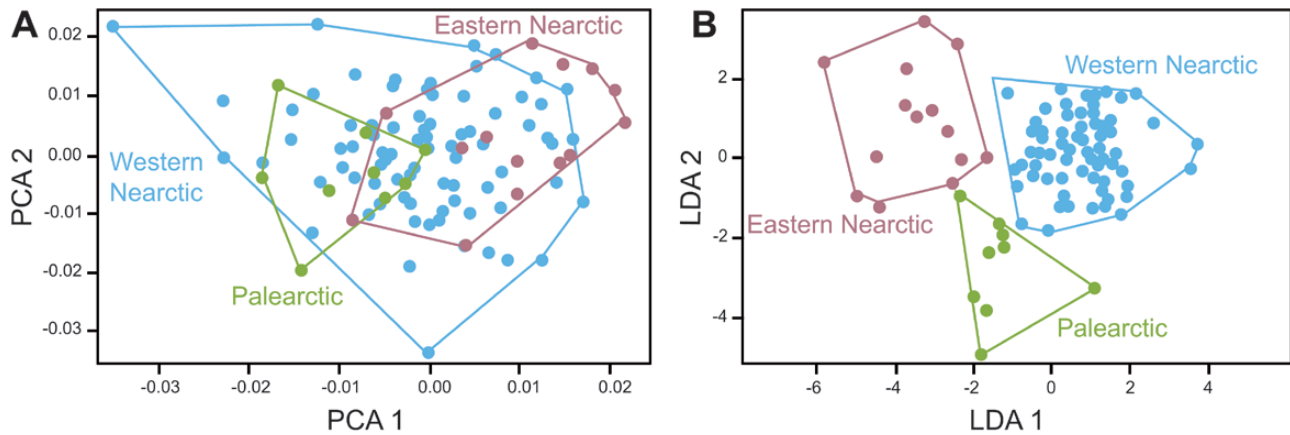 A
PCA 2
0.02
0.01
0.00
-0.01
-0.02
-0.03
Eastern Nearctic
Western
Nearctic
Palearctic
-0.03
-0.02
-0.01
0.00
0.01
0.02
PCA 1
B
LDA 2
2
0
-2
-4
Western Nearctic
Eastern Nearctic
Palearctic
-6
-4
-2
0
2
4
LDA 1